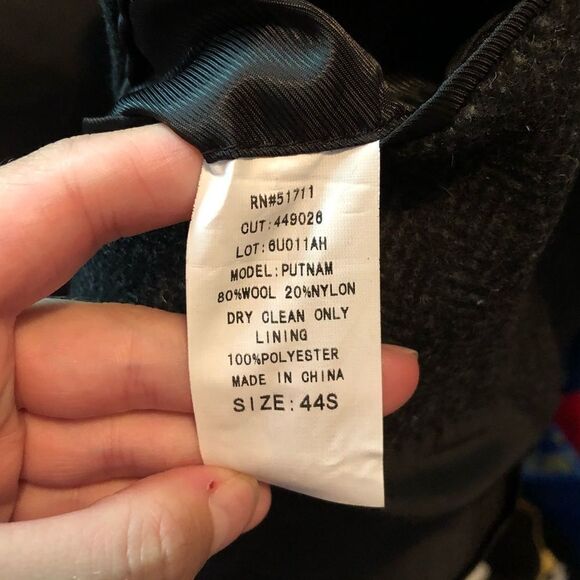 RN#51711
CUT:449026
LOT:6U011AH
MODEL:PUTNAM
80%WOOL 20%NYLON
DRY CLEAN ONLY
LINING
100%POLYESTER
MADE IN CHINA
SIZE:44S